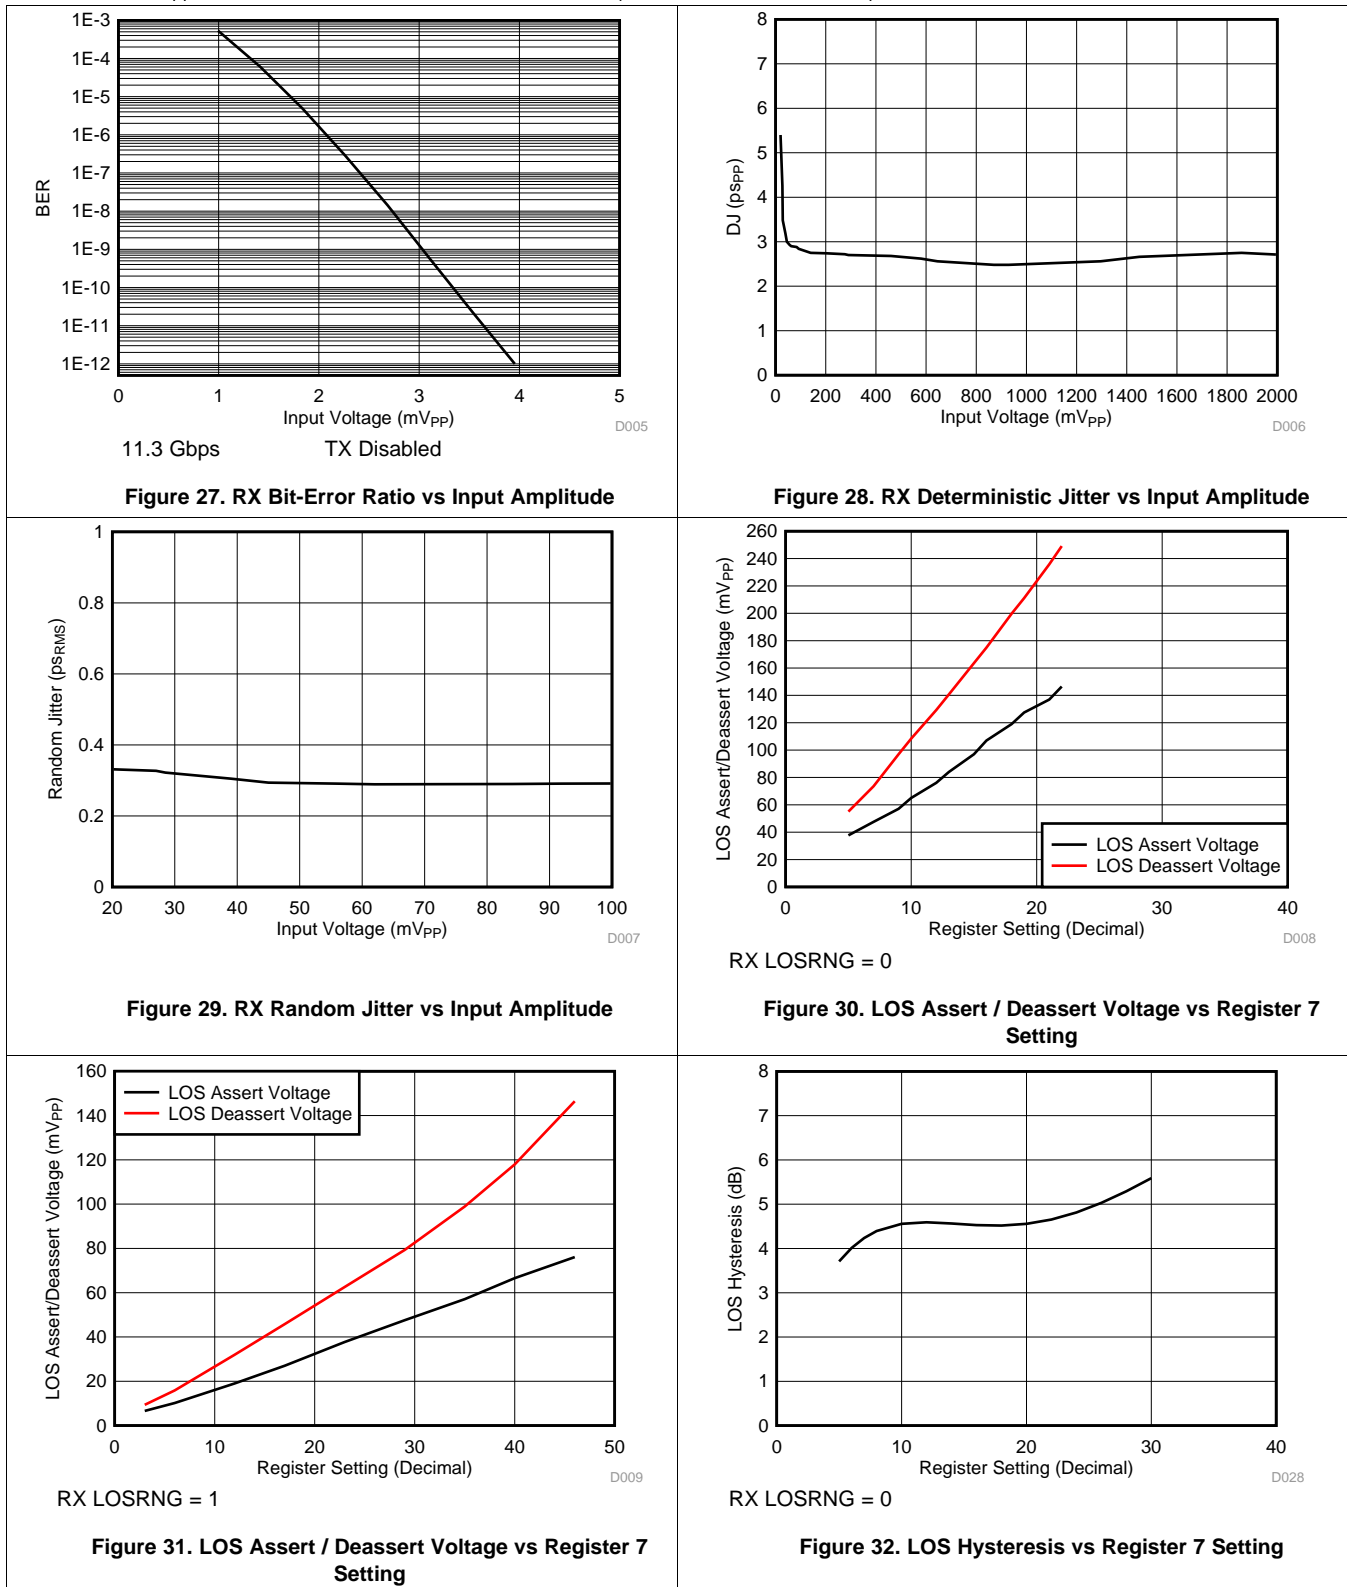 1E-3
1E-4
1E-5
1E-6
1E-7
1E-8
1E-9
1E-10
1E-11
1E-12
BER
0 1 2 3 4 5
Input Voltage (mVPP)
D005
11.3 Gbps TX Disabled
Figure 27. RX Bit-Error Ratio vs Input Amplitude
8
7
6
5
4
3
2
1
0
DJ (psPP)
0 200 400 600 800 1000 1200 1400 1600 1800 2000
Input Voltage (mVPP)
D006
Figure 28. RX Deterministic Jitter vs Input Amplitude
1
0.8
0.6
0.4
0.2
0
Random Jitter (psRMS)
20 30 40 50 60 70 80 90 100
Input Voltage (mVPP)
D007
Figure 29. RX Random Jitter vs Input Amplitude
260
240
220
200
180
160
140
120
100
80
60
40
20
0
LOS Assert/Deassert Voltage (mVPP)
LOS Assert Voltage
LOS Deassert Voltage
0 10 20 30 40
Register Setting (Decimal)
D008
RX LOSRNG = 0
Figure 30. LOS Assert / Deassert Voltage vs Register 7
Setting
160
140
120
100
80
60
40
20
0
LOS Assert/Deassert Voltage (mVPP)
LOS Assert Voltage
LOS Deassert Voltage
0 10 20 30 40 50
Register Setting (Decimal)
D009
RX LOSRNG = 1
Figure 31. LOS Assert / Deassert Voltage vs Register 7
Setting
8
7
6
5
4
3
2
1
0
LOS Hysteresis (dB)
0 10 20 30 40
Register Setting (Decimal)
D028
RX LOSRNG = 0
Figure 32. LOS Hysteresis vs Register 7 Setting